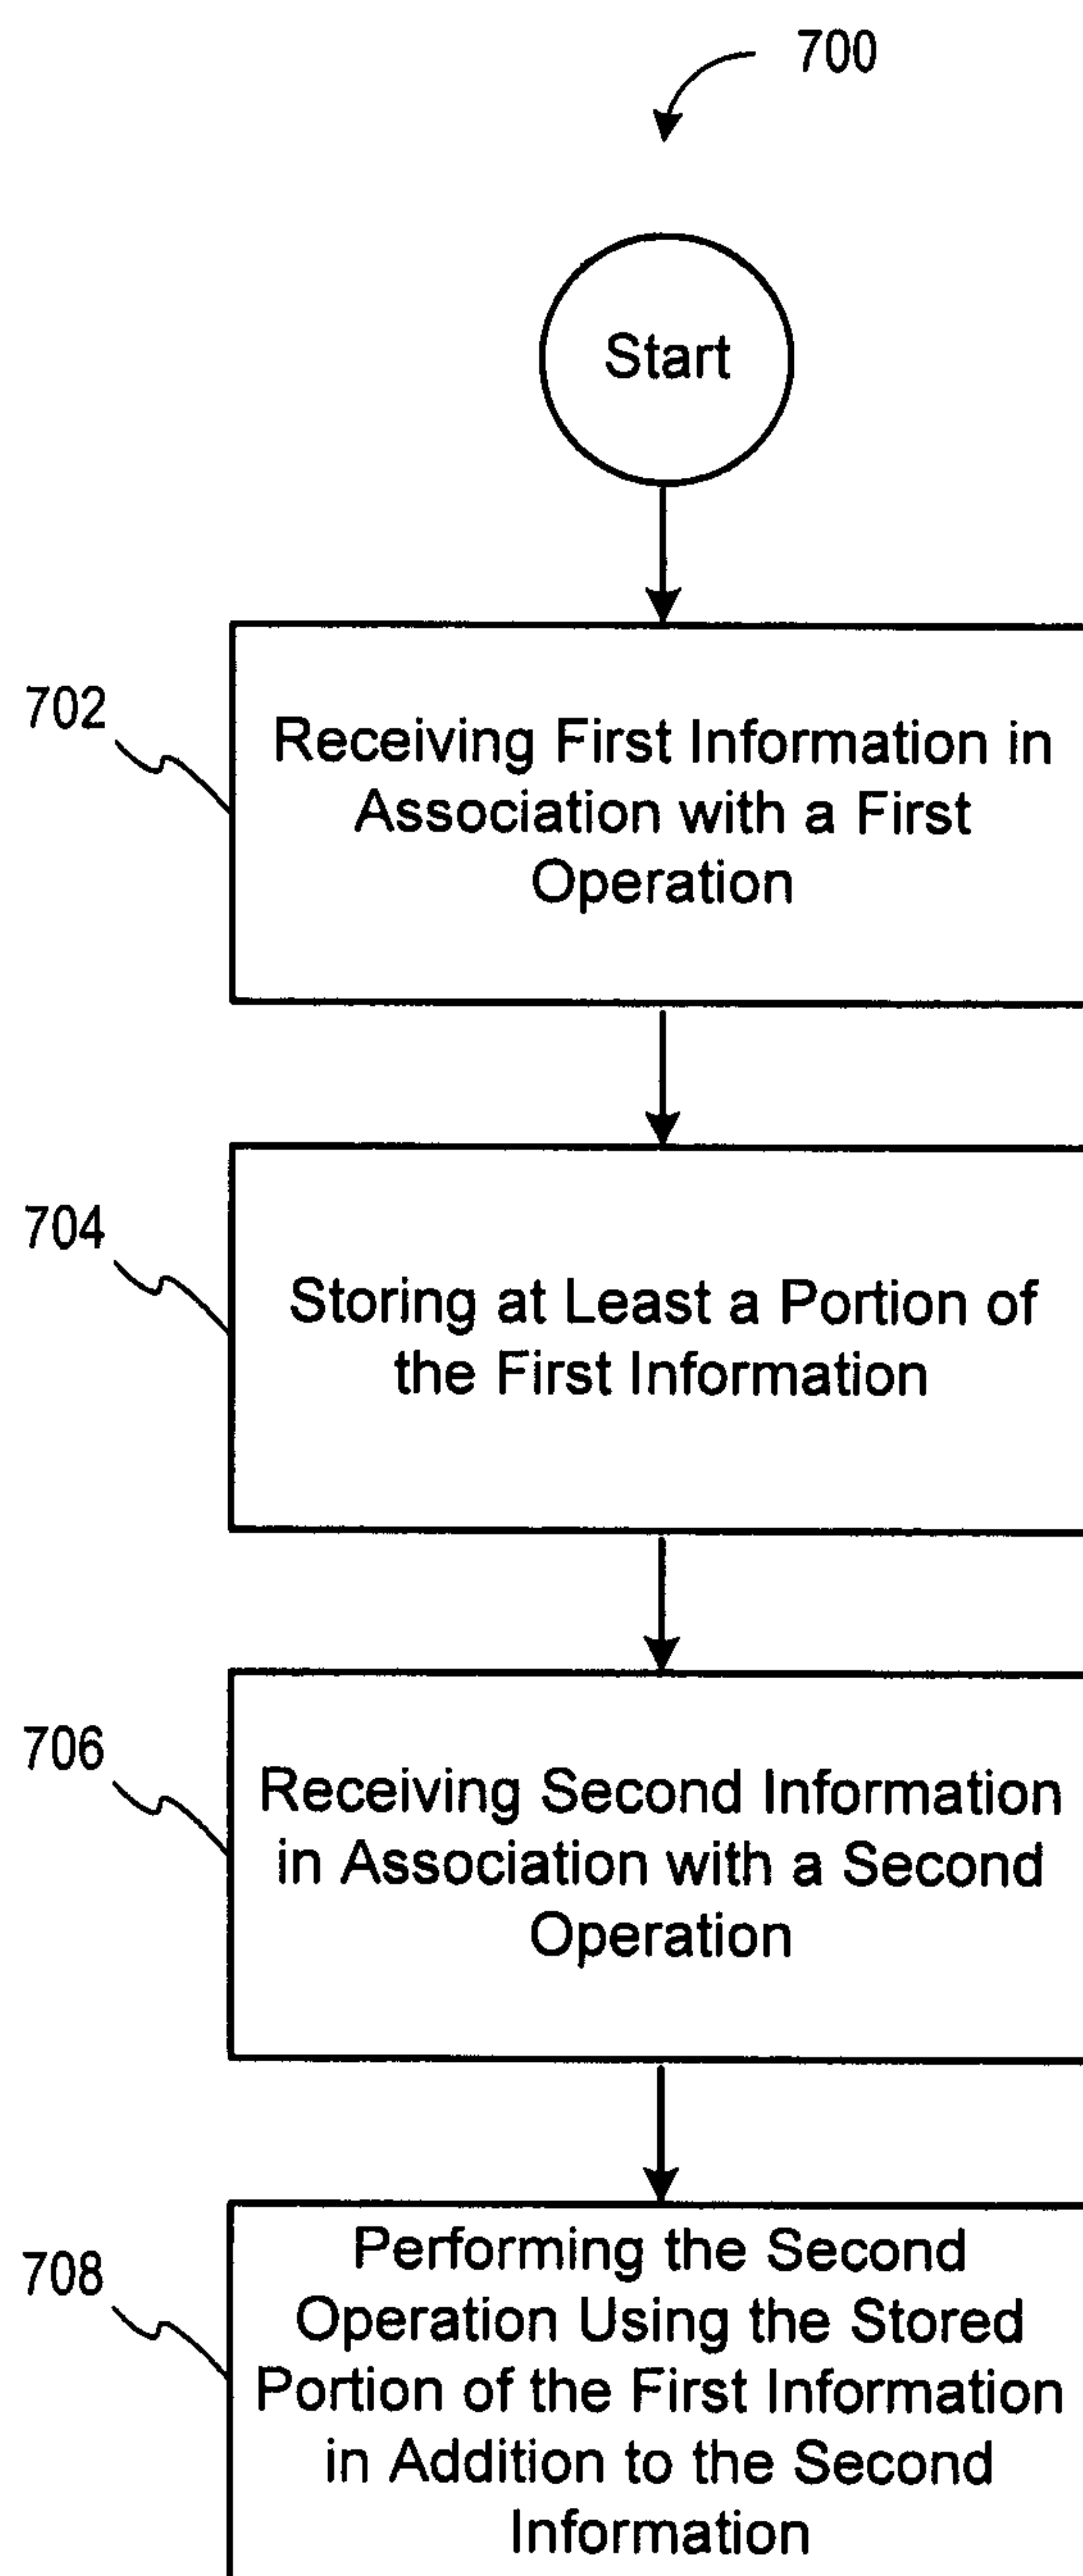 700
Start
702
Receiving First Information in
Association with a First
Operation
704
Storing at Least a Portion of
the First Information
706
Receiving Second Information
in Association with a Second
Operation
708
Performing the Second
Operation Using the Stored
Portion of the First Information
in Addition to the Second
Information